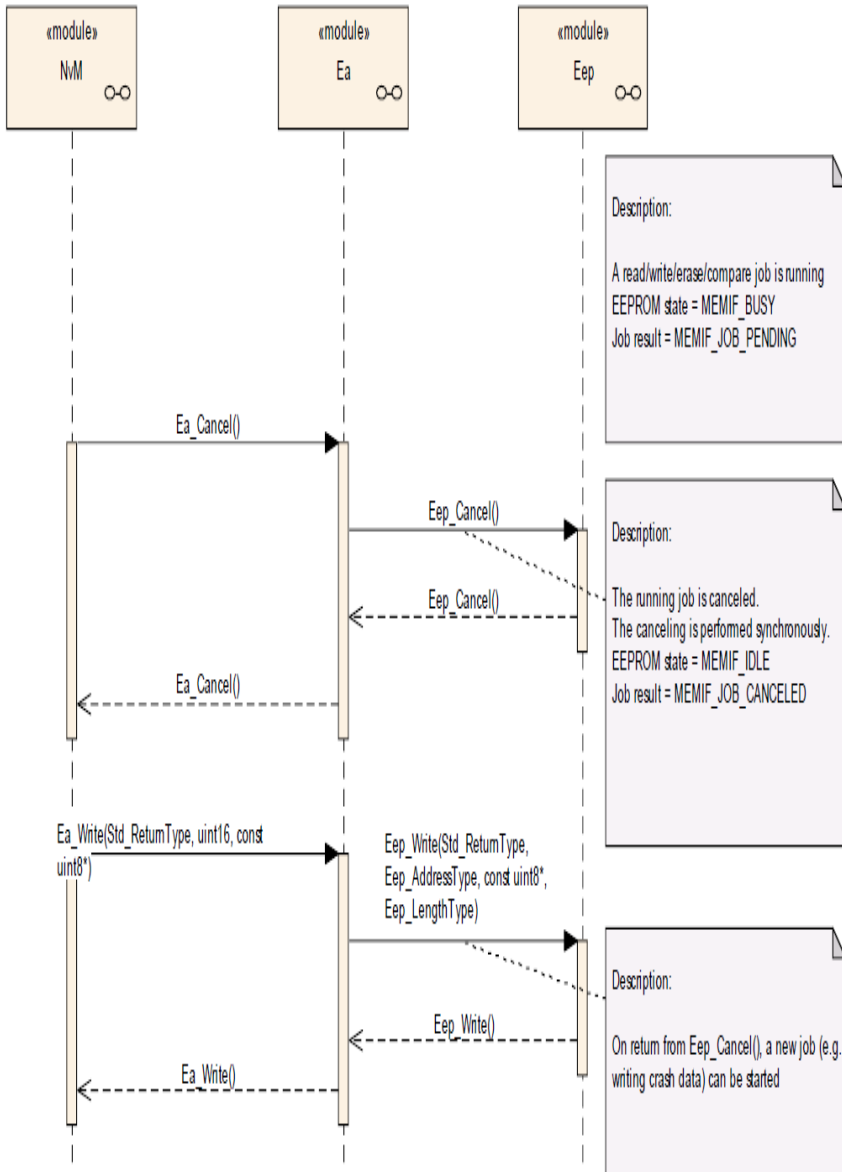 «module»
NvM
«module»
Ea
«module»
Eep
Description:
A read/write/erase/compare job is running
EEPROM state = MEMIF_BUSY
Job result = MEMIF_JOB_PENDING
Ea_Cancel()
Eep_Cancel()
Description:
The running job is canceled.
The canceling is performed synchronously.
EEPROM state = MEMIF_IDLE
Job result = MEMIF_JOB_CANCELED
Eep_Cancel()
Ea_Cancel()
Ea_Write(Std_ReturnType, uint16, const
uint8*)
Eep_Write(Std_ReturnType,
Eep_AddressType, const uint8*,
Eep_LengthType)
Description:
On return from Eep_Cancel(), a new job (e.g.
writing crash data) can be started
Eep_Write()
Ea_Write()